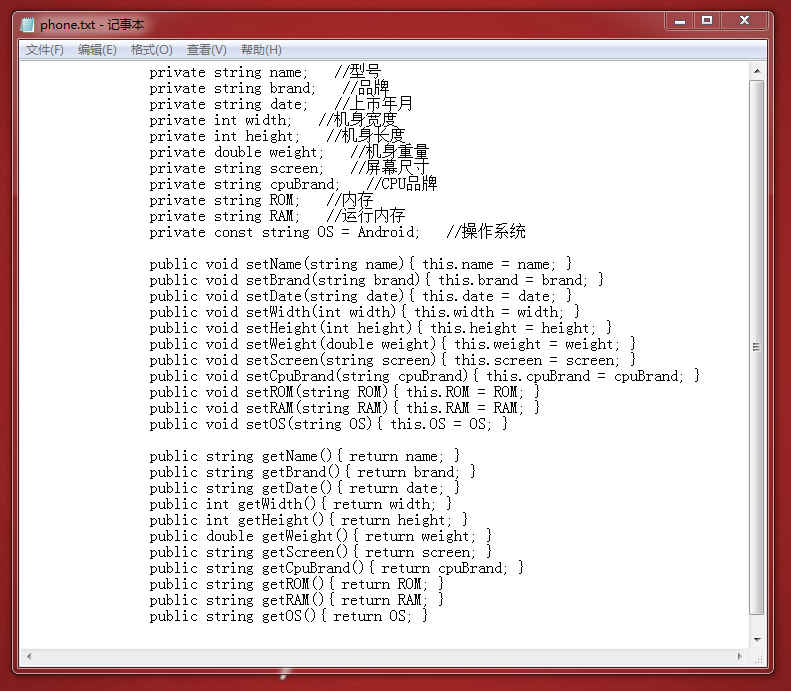 phone.txt - 记事本
文件(F) 编辑(E) 格式(O) 查看(V) 帮助(H)
private string name; //型号
private string brand; //品牌
private string date; //上市年月
private int width; //机身宽度
private int height; //机身长度
private double weight; //机身重量
private string screen; //屏幕尺寸
private string cpuBrand; //CPU品牌
private string ROM; //内存
private string RAM; //运行内存
private const string OS = Android; //操作系统
public void setName(string name){ this.name = name; }
public void setBrand(string brand){ this.brand = brand; }
public void setDate(string date){ this.date = date; }
public void setWidth(int width){ this.width = width; }
public void setHeight(int height){ this.height = height; }
public void setWeight(double weight){ this.weight = weight; }
public void setScreen(string screen){ this.screen = screen; }
public void setCpuBrand(string cpuBrand){ this.cpuBrand = cpuBrand; }
public void setROM(string ROM){ this.ROM = ROM; }
public void setRAM(string RAM){ this.RAM = RAM; }
public void setOS(string OS){ this.OS = OS; }
public string getName(){ return name; }
public string getBrand(){ return brand; }
public string getDate(){ return date; }
public int getWidth(){ return width; }
public int getHeight(){ return height; }
public double getWeight(){ return weight; }
public string getScreen(){ return screen; }
public string getCpuBrand(){ return cpuBrand; }
public string getROM(){ return ROM; }
public string getRAM(){ return RAM; }
public string getOS(){ return OS; }